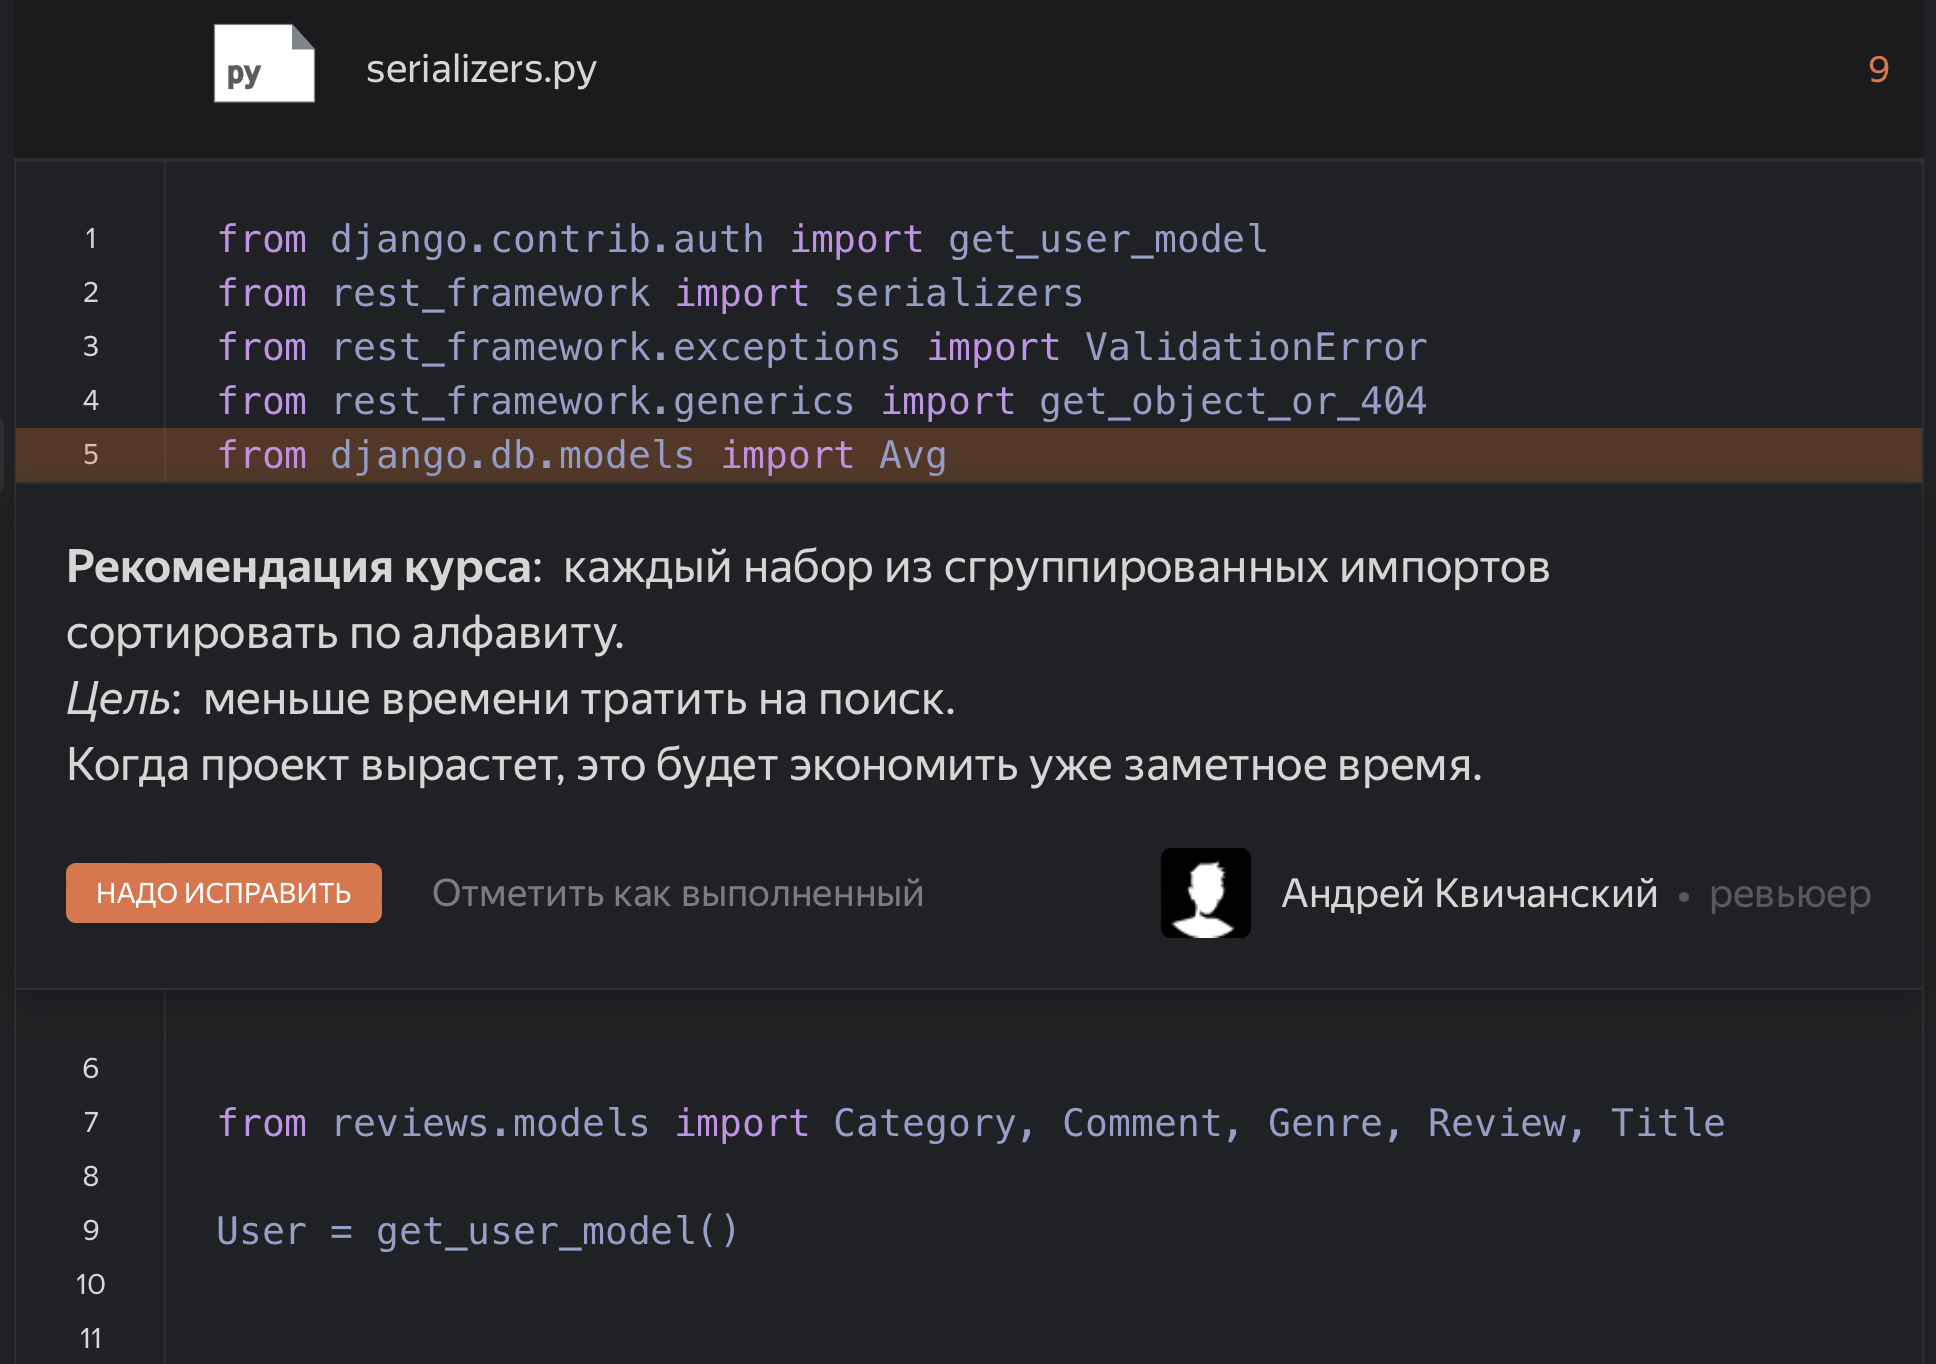 py
serializers.py
9
1 from django.contrib.auth import get_user_model
2 from rest_framework import serializers
3 from rest_framework.exceptions import ValidationError
4 from rest_framework.generics import get_object_or_404
5 from django.db.models import Avg
Рекомендация курса: каждый набор из сгруппированных импортов
сортировать по алфавиту.
Цель: меньше времени тратить на поиск.
Когда проект вырастет, это будет экономить уже заметное время.
НАДО ИСПРАВИТЬ Отметить как выполненный Андрей Квичанский • ревьюер
6
7 from reviews.models import Category, Comment, Genre, Review, Title
8
9 User = get_user_model()
10
11